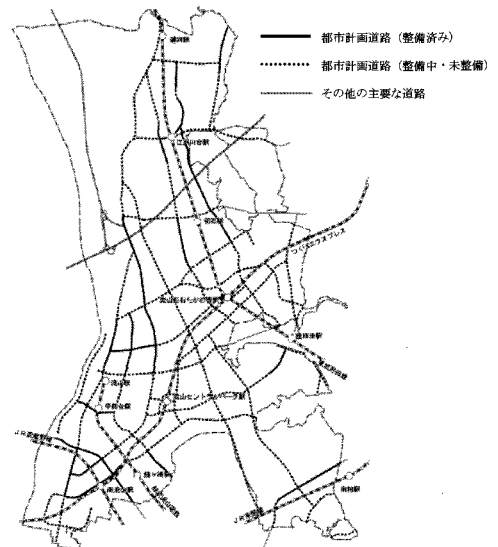 都市計画道路（整備済み）
都市計画道路（整備中・未整備）
その他の主要な道路
運河駅
江戸川台駅
初石駅
つくばエクスプレス
流山おおたかの森駅
豊四季駅
流山駅
平和台駅
流山セントラルパーク駅
鰭ヶ崎駅
南流山駅
南柏駅